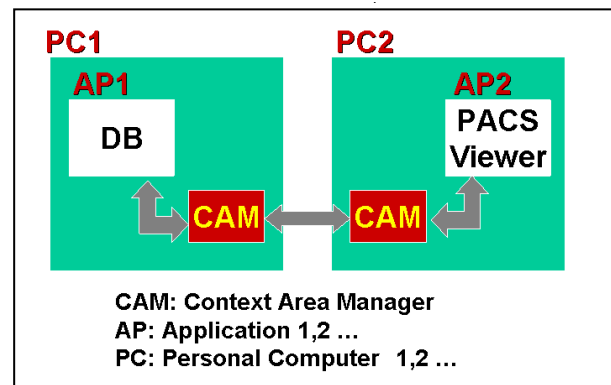 PC1
PC2
AP1
AP2
DB
PACS
Viewer
CAM
CAM
CAM: Context Area Manager
AP: Application 1,2 ...
PC: Personal Computer 1,2 ...